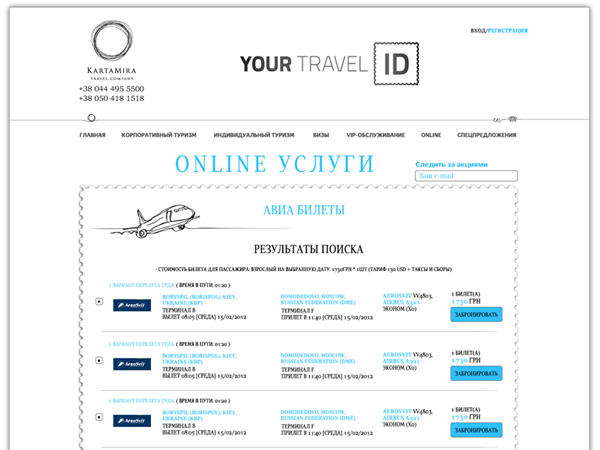 ВХОД/РЕГИСТРАЦИЯ
KARTAMIRA
TRAVEL COMPANY
+38 044 495 5500
+38 050 418 1518
YOUR TRAVEL ID
ГЛАВНАЯ КОРПОРАТИВНЫЙ ТУРИЗМ ИНДИВИДУАЛЬНЫЙ ТУРИЗМ ВИЗЫ VIP-ОБСЛУЖИВАНИЕ ONLINE СПЕЦПРЕДЛОЖЕНИЯ
ONLINE УСЛУГИ
Следить за акциями
Ваш e-mail
АВИА БИЛЕТЫ
РЕЗУЛЬТАТЫ ПОИСКА
- СТОИМОСТЬ БИЛЕТА ДЛЯ ПАССАЖИРА: ВЗРОСЛЫЙ НА ВЫБРАННУЮ ДАТУ: 1730ГРН * 1ШТ (ТАРИФ 130 USD + ТАКСЫ И СБОРЫ)
1 ВАРИАНТ ПЕРЕЛЕТА ТУДА ( ВРЕМЯ В ПУТИ: 01:20 )
AeroSvit
BORYSPIL (BORISPOL), KIEV, UKRAINE (KBP)
ТЕРМИНАЛ B
ВЫЛЕТ 08:05 [СРЕДА] 15/02/2012
DOMODEDOVO, MOSCOW, RUSSIAN FEDERATION (DME)
ТЕРМИНАЛ F
ПРИЛЕТ В 11:40 [СРЕДА] 15/02/2012
AEROSVIT VV4803, AIRBUS A321
ЭКОНОМ (X0)
1 БИЛЕТ(А)
1730 ГРН
ЗАБРОНИРОВАТЬ
1 ВАРИАНТ ПЕРЕЛЕТА ТУДА ( ВРЕМЯ В ПУТИ: 01:20 )
AeroSvit
BORYSPIL (BORISPOL), KIEV, UKRAINE (KBP)
ТЕРМИНАЛ B
ВЫЛЕТ 08:05 [СРЕДА] 15/02/2012
DOMODEDOVO, MOSCOW, RUSSIAN FEDERATION (DME)
ТЕРМИНАЛ F
ПРИЛЕТ В 11:40 [СРЕДА] 15/02/2012
AEROSVIT VV4803, AIRBUS A321
ЭКОНОМ (X0)
1 БИЛЕТ(А)
1730 ГРН
ЗАБРОНИРОВАТЬ
1 ВАРИАНТ ПЕРЕЛЕТА ТУДА ( ВРЕМЯ В ПУТИ: 01:20 )
AeroSvit
BORYSPIL (BORISPOL), KIEV, UKRAINE (KBP)
ТЕРМИНАЛ B
ВЫЛЕТ 08:05 [СРЕДА] 15/02/2012
DOMODEDOVO, MOSCOW, RUSSIAN FEDERATION (DME)
ТЕРМИНАЛ F
ПРИЛЕТ В 11:40 [СРЕДА] 15/02/2012
AEROSVIT VV4803, AIRBUS A321
ЭКОНОМ (X0)
1 БИЛЕТ(А)
1730 ГРН
ЗАБРОНИРОВАТЬ